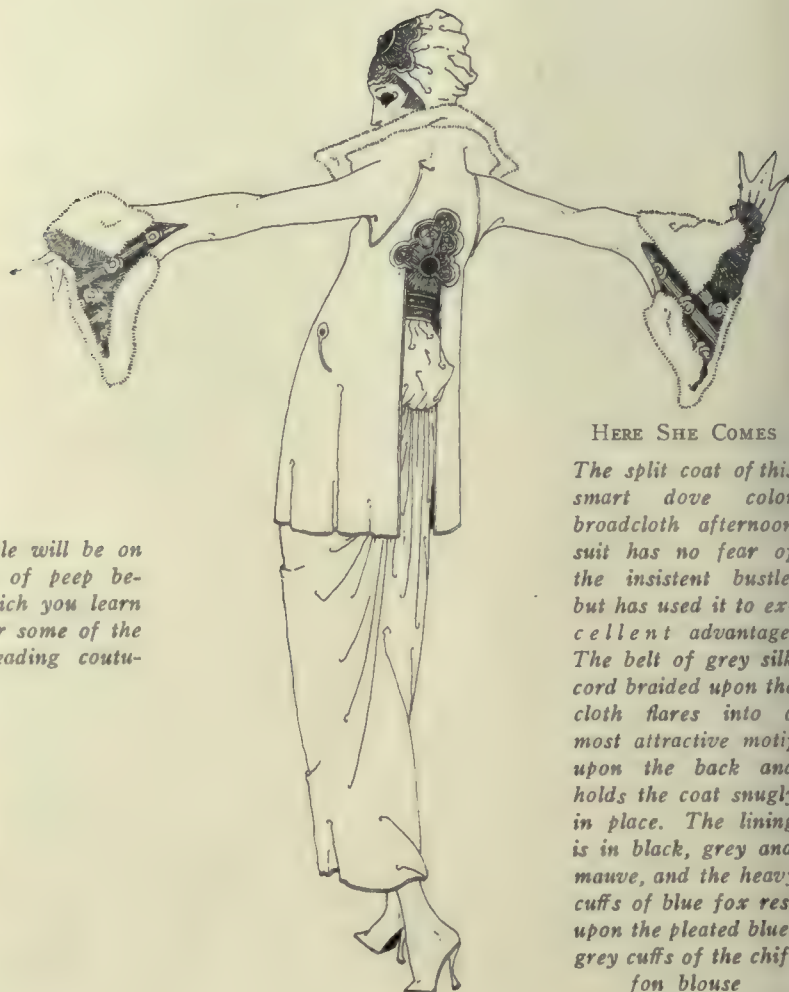 le will be on
of peep be-
ich you learn
r some of the
eading coutu-
HERE SHE COMES
The split coat of this
smart dove color
broadcloth afternoon
suit has no fear of
the insistent bustle,
but has used it to ex-
cellent advantage.
The belt of grey silk
cord braided upon the
cloth flares into a
most attractive motif
upon the back and
holds the coat snugly
in place. The lining
is in black, grey and
mauve, and the heavy
cuffs of blue fox rest
upon the pleated blue-
grey cuffs of the chif-
fon blouse